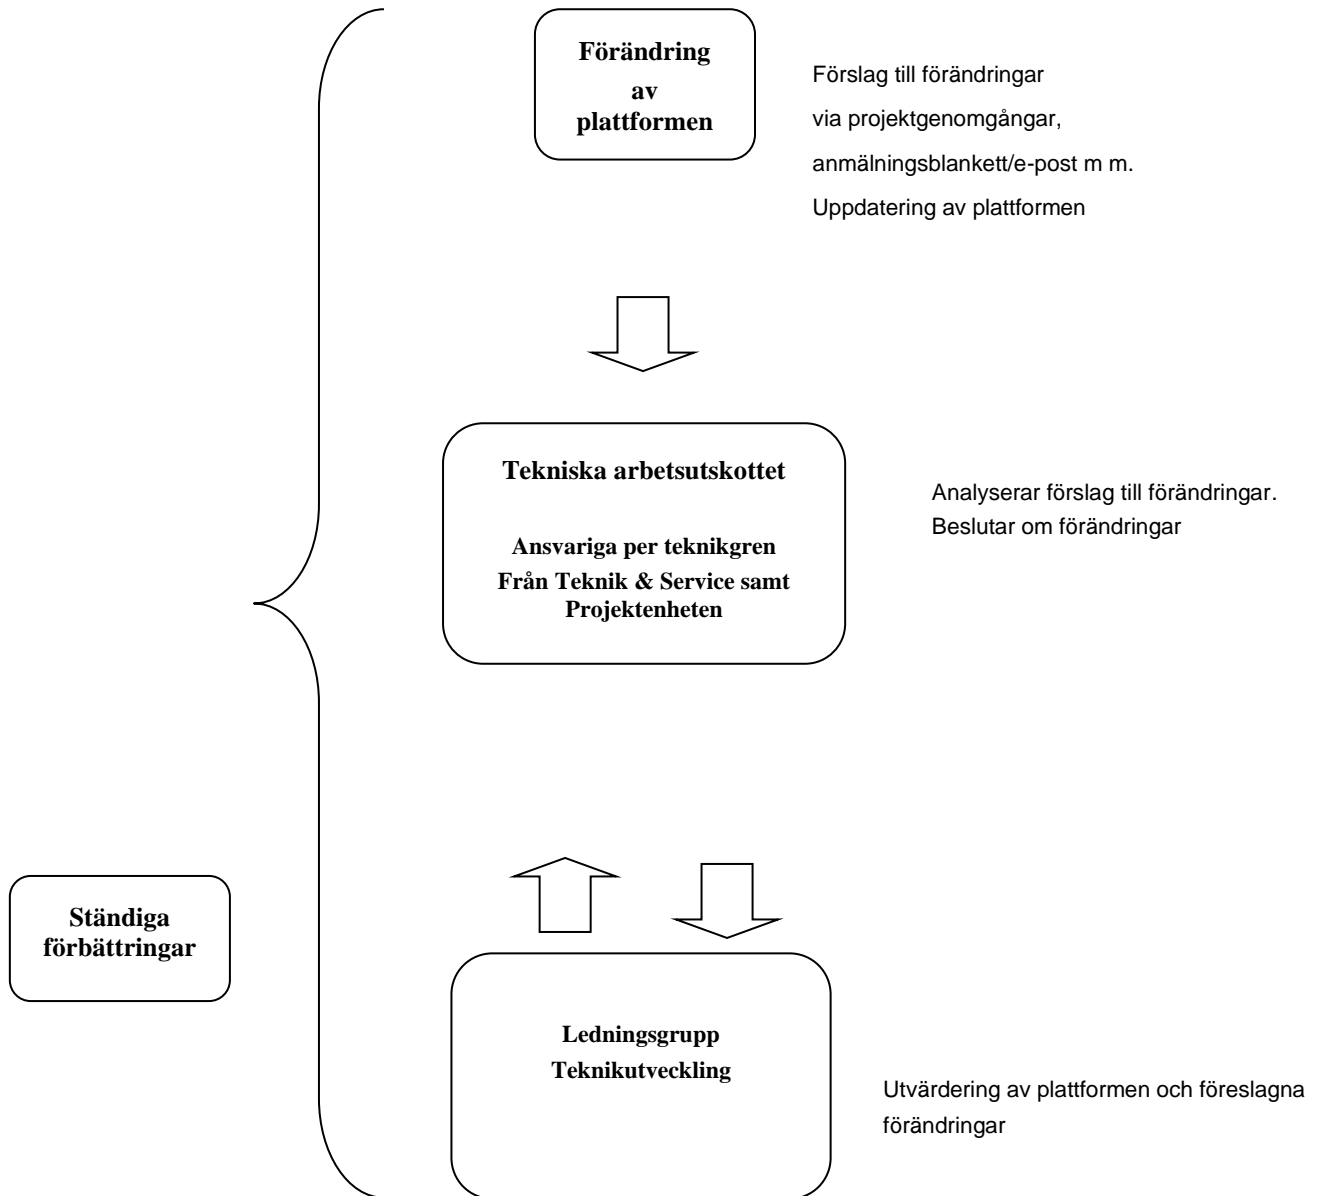 Förändring
av
plattformen
Förslag till förändringar
via projektgenomgångar,
anmälningsblankett/e-post m m.
Uppdatering av plattformen
Tekniska arbetsutskottet
Ansvariga per teknikgren
Från Teknik & Service samt
Projektenheten
Analyserar förslag till förändringar.
Beslutar om förändringar
Ständiga
förbättringar
Ledningsgrupp
Teknikutveckling
Utvärdering av plattformen och föreslagna
förändringar